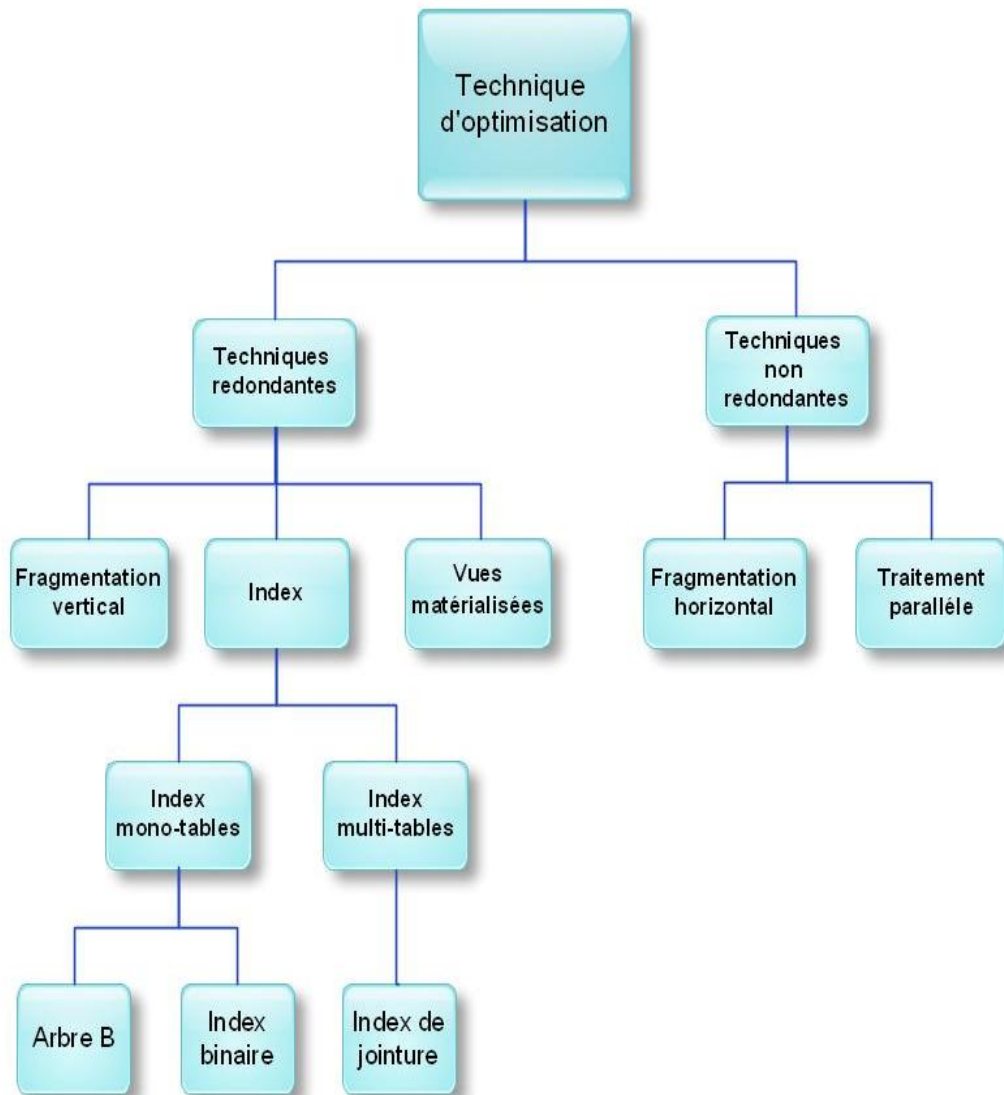 Technique
d'optimisation
Techniques
redondantes
Techniques
non
redondantes
Fragmentation
vertical
Index
Vues
matérialisées
Fragmentation
horizontal
Traitement
paralléle
Index
mono-tables
Index
multi-tables
Arbre B
Index
binaire
Index de
jointure